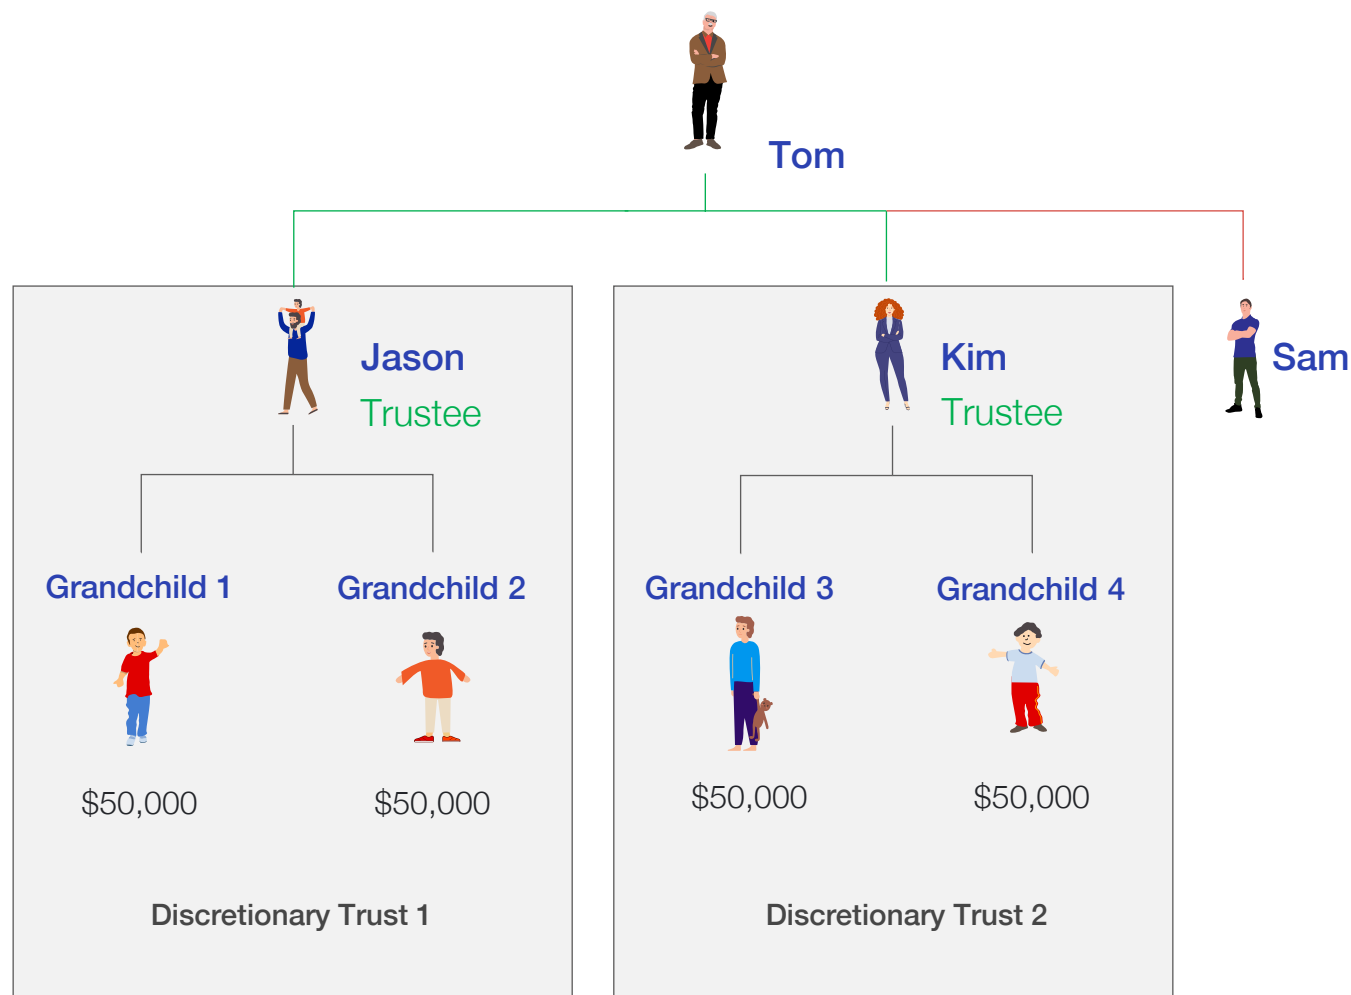 Tom
Jason
Trustee
Kim
Trustee
Sam
Grandchild 1
Grandchild 2
Grandchild 3
Grandchild 4
$50,000
$50,000
$50,000
$50,000
Discretionary Trust 1
Discretionary Trust 2